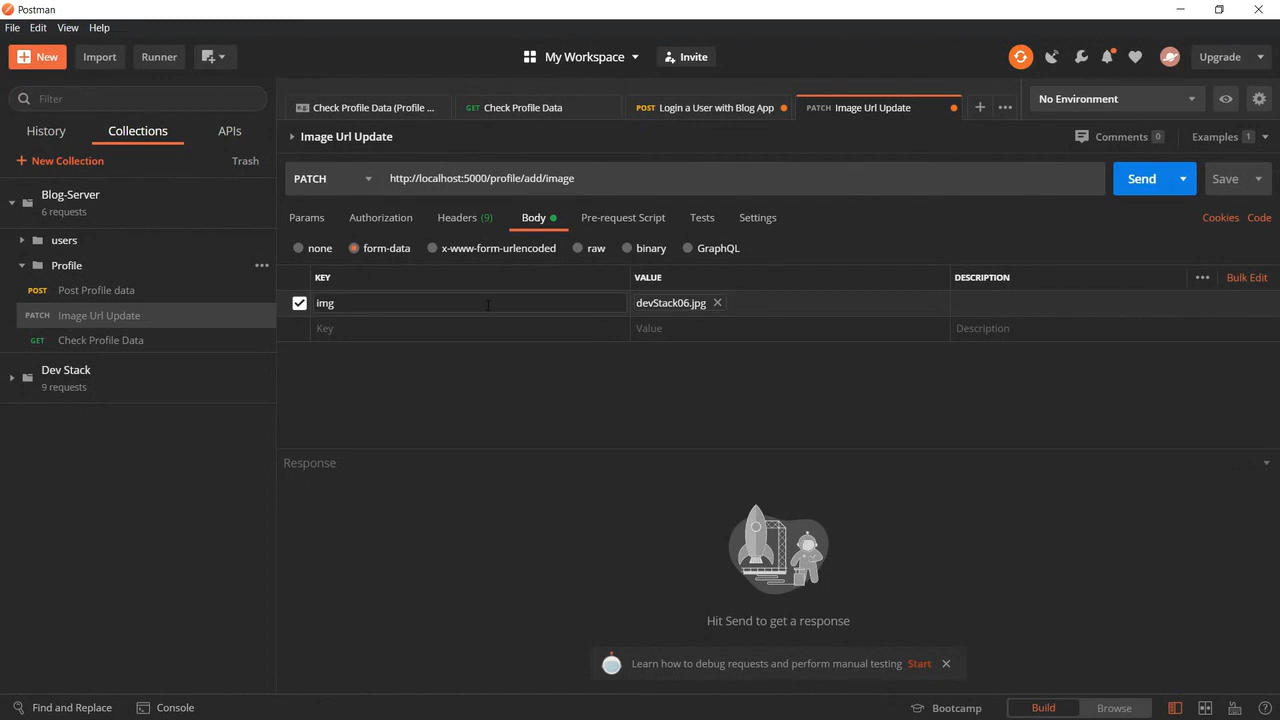 Postman
File Edit View Help
New Import Runner My Workspace Invite Upgrade
Filter
History Collections APIs
New Collection Trash
Blog-Server
6 requests
users
Profile
POST Post Profile data
PATCH Image Url Update
GET Check Profile Data
Dev Stack
9 requests
Check Profile Data (Profile ... GET Check Profile Data POST Login a User with Blog App PATCH Image Url Update No Environment
Image Url Update Comments 0 Examples 1
PATCH http://localhost:5000/profile/add/image Send Save
Params Authorization Headers (9) Body Pre-request Script Tests Settings Cookies Code
none form-data x-www-form-urlencoded raw binary GraphQL
KEY VALUE DESCRIPTION Bulk Edit
img devStack06.jpg
Key Value Description
Response
Hit Send to get a response
Learn how to debug requests and perform manual testing Start
Find and Replace Console Bootcamp Build Browse